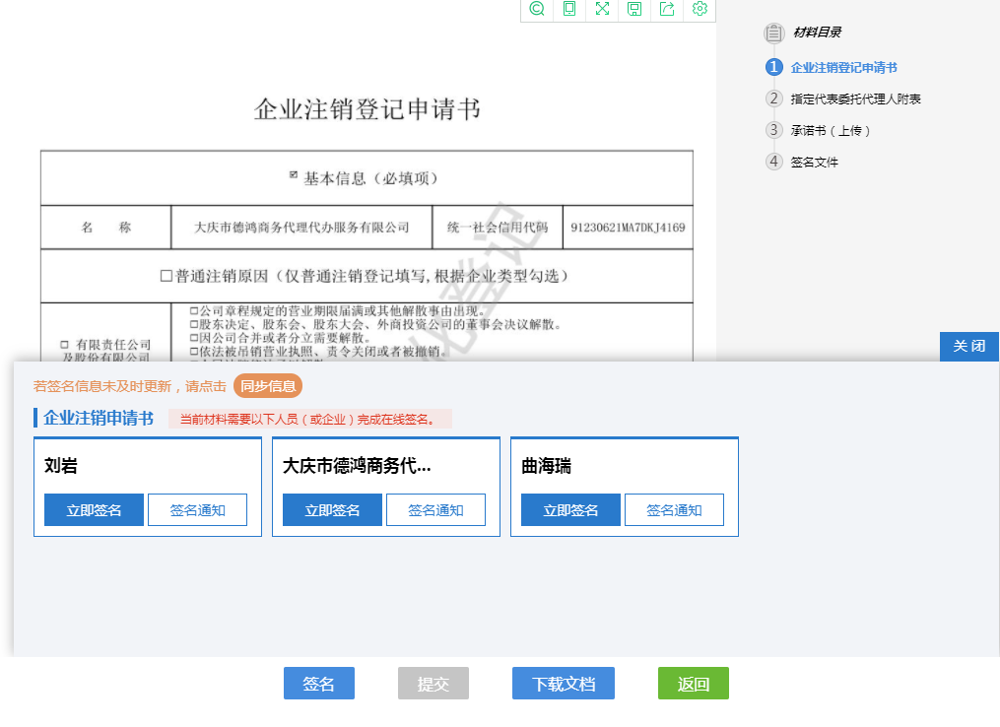 材料目录
1 企业注销登记申请书
2 指定代表委托代理人附表
3 承诺书（上传）
4 签名文件
企业注销登记申请书
基本信息（必填项）
名 称 大庆市德鸿商务代理代办服务有限公司 统一社会信用代码 91230621MA7DKJ4169
□普通注销原因（仅普通注销登记填写,根据企业类型勾选）
□公司章程规定的营业期限届满或其他解散事由出现。
□股东决定、股东会、股东大会、外商投资公司的董事会决议解散。
□因公司合并或者分立需要解散。
□依法被吊销营业执照、责令关闭或者被撤销。
□ 有限责任公司
及股份有限公司
化登记
关 闭
若签名信息未及时更新，请点击 同步信息
企业注销申请书 当前材料需要以下人员（或企业）完成在线签名。
刘岩
立即签名 签名通知
大庆市德鸿商务代...
立即签名 签名通知
曲海瑞
立即签名 签名通知
签名 提交 下载文档 返回